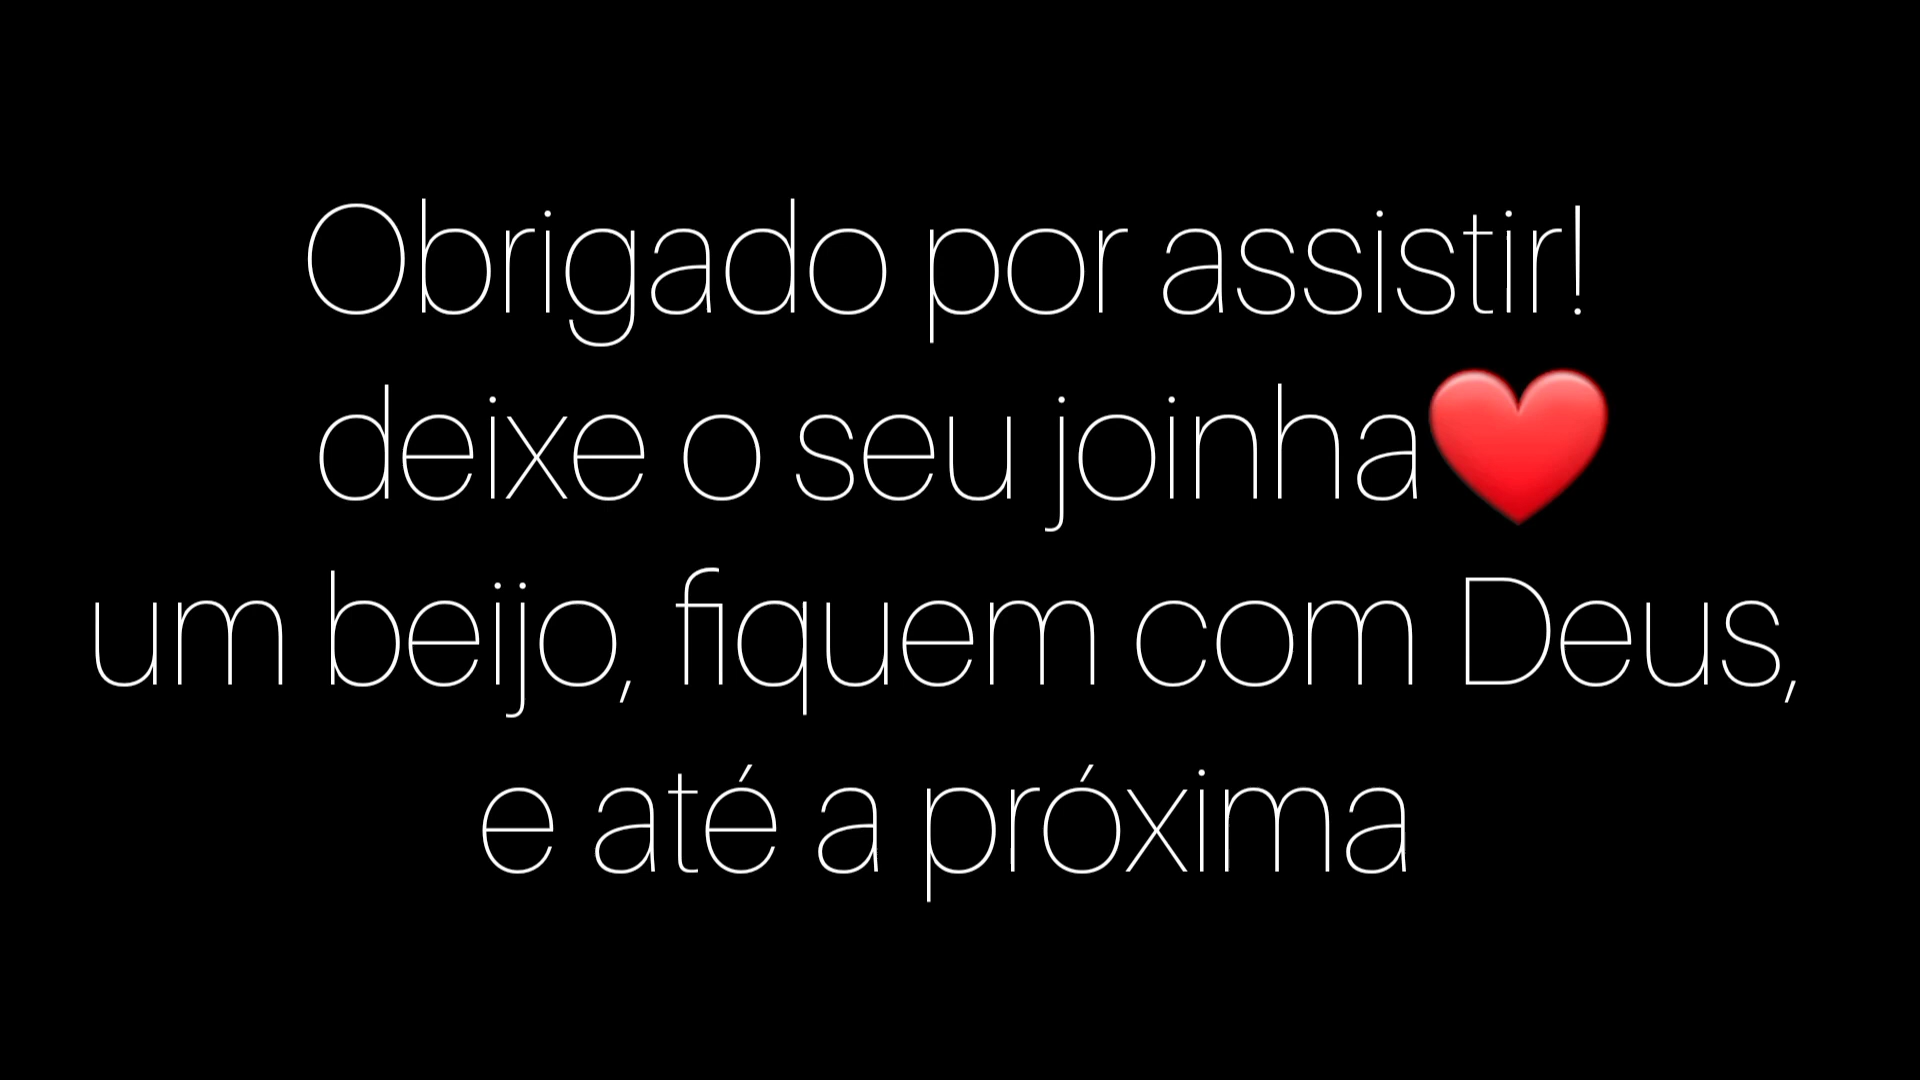 Obrigado por assistir!
deixe o seu joinha❤️
um beijo, fiquem com Deus,
e até a próxima